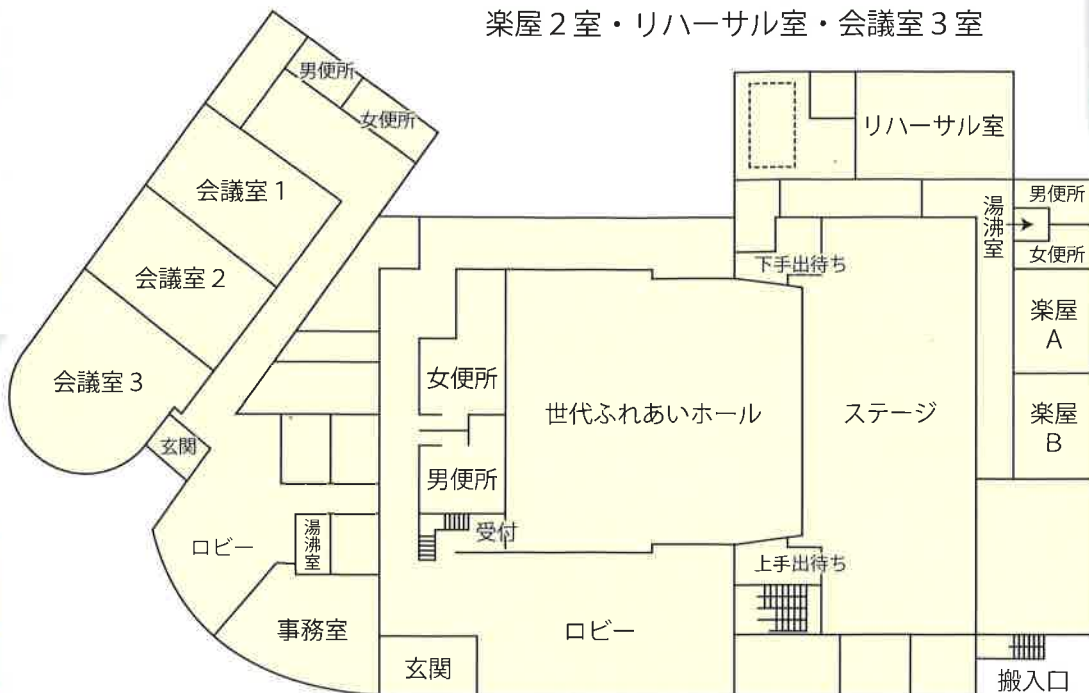 楽屋２室・リハーサル室・会議室３室
男便所
女便所
リハーサル室
会議室１
会議室２
会議室３
玄関
湯沸室
男便所
女便所
下手出待ち
楽屋
A
楽屋
B
女便所
世代ふれあいホール
ステージ
男便所
受付
ロビー
湯沸室
上手出待ち
事務室
ロビー
玄関
搬入口